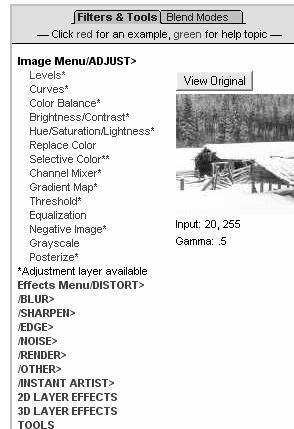 Filters & Tools Blend Modes
— Click red for an example, green for help topic —
Image Menu/ADJUST>
Levels*
Curves*
Color Balance*
Brightness/Contrast*
Hue/Saturation/Lightness*
Replace Color
Selective Color**
Channel Mixer*
Gradient Map*
Threshold*
Equalization
Negative Image*
Grayscale
Posterize*
*Adjustment layer available
Effects Menu/DISTORT>
/BLUR>
/SHARPEN>
/EDGE>
/NOISE>
/RENDER>
/OTHER>
/INSTANT ARTIST>
2D LAYER EFFECTS
3D LAYER EFFECTS
TOOLS
View Original
Input: 20, 255
Gamma: .5